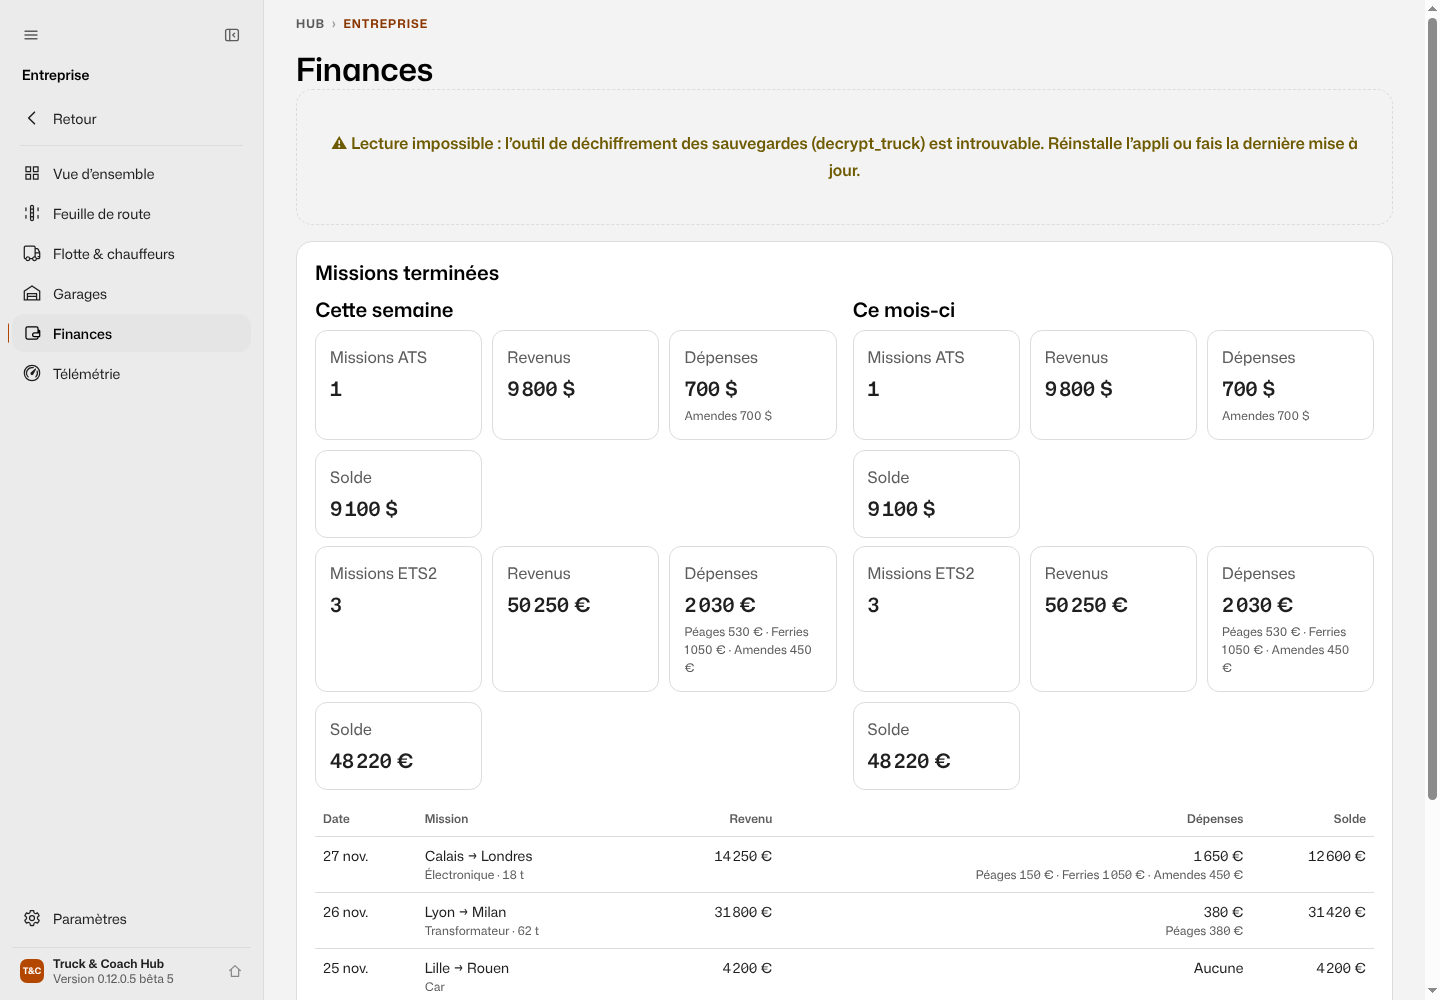 HUB › ENTREPRISE
Finances
⚠ Lecture impossible : l’outil de déchiffrement des sauvegardes (decrypt_truck) est introuvable. Réinstalle l’appli ou fais la dernière mise à
jour.
Entreprise
Retour
Vue d’ensemble
Feuille de route
Flotte & chauffeurs
Garages
Finances
Télémétrie
Paramètres
T&C
Truck & Coach Hub
Version 0.12.0.5 bêta 5
Missions terminées
Cette semaine
Missions ATS
1
Revenus
9 800 $
Dépenses
700 $
Amendes 700 $
Solde
9 100 $
Missions ETS2
3
Revenus
50 250 €
Dépenses
2 030 €
Péages 530 € · Ferries
1 050 € · Amendes 450
€
Solde
48 220 €
Ce mois-ci
Missions ATS
1
Revenus
9 800 $
Dépenses
700 $
Amendes 700 $
Solde
9 100 $
Missions ETS2
3
Revenus
50 250 €
Dépenses
2 030 €
Péages 530 € · Ferries
1 050 € · Amendes 450
€
Solde
48 220 €
Date Mission Revenu Dépenses Solde
27 nov. Calais → Londres 14 250 € 1 650 € 12 600 €
Électronique · 18 t Péages 150 € · Ferries 1 050 € · Amendes 450 €
26 nov. Lyon → Milan 31 800 € 380 € 31 420 €
Transformateur · 62 t Péages 380 €
25 nov. Lille → Rouen 4 200 € Aucune 4 200 €
Car